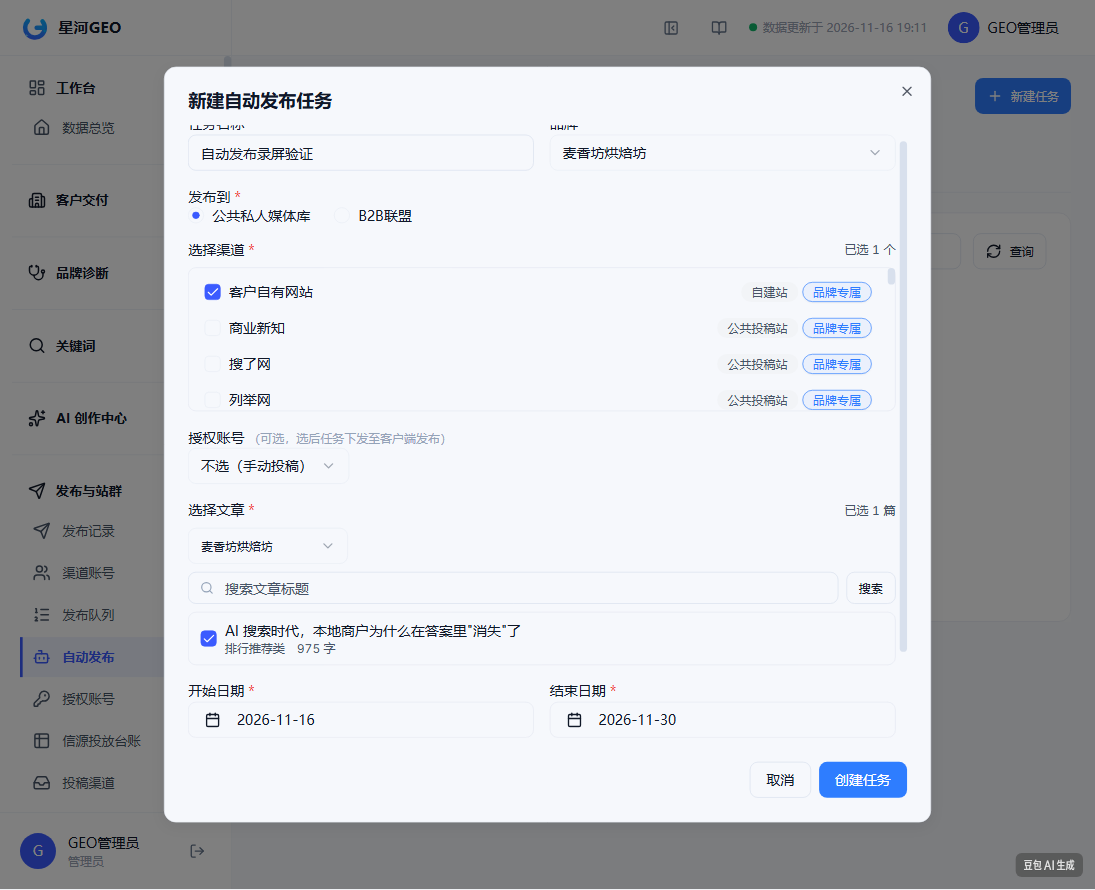 星河GEO
数据更新于 2026-11-16 19:11
G
GEO管理员
工作台
数据总览
客户交付
品牌诊断
关键词
AI 创作中心
发布与站群
发布记录
渠道账号
发布队列
自动发布
授权账号
信源投放台账
投稿渠道
G
GEO管理员
管理员
新建任务
查询
新建自动发布任务
任务名称
品牌
自动发布录屏验证
麦香坊烘焙坊
发布到 *
公共私人媒体库
B2B联盟
选择渠道 *
已选 1 个
客户自有网站
自建站
品牌专属
商业新知
公共投稿站
品牌专属
搜了网
公共投稿站
品牌专属
列举网
公共投稿站
品牌专属
授权账号 (可选，选后任务下发至客户端发布)
不选（手动投稿）
选择文章 *
已选 1 篇
麦香坊烘焙坊
搜索文章标题
搜索
AI 搜索时代，本地商户为什么在答案里"消失"了
排行推荐类 975 字
开始日期 *
结束日期 *
2026-11-16
2026-11-30
取消
创建任务
豆包 AI 生成